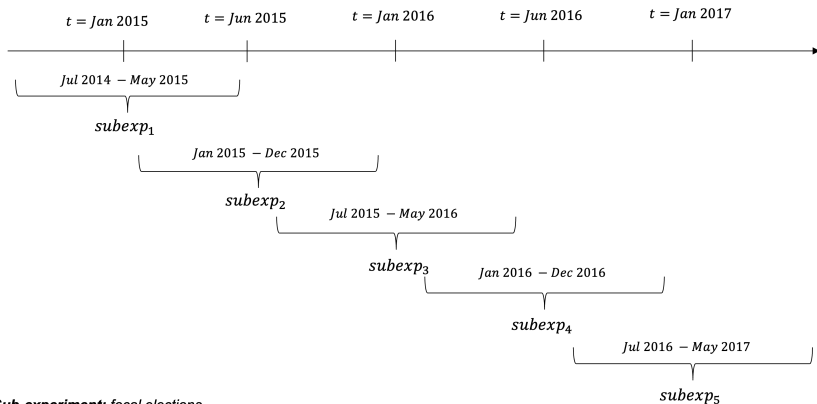 t = Jan 2015 t = Jun 2015 t = Jan 2016 t = Jun 2016 t = Jan 2017
Jul 2014 − May 2015
subexp₁
Jan 2015 − Dec 2015
subexp₂
Jul 2015 − May 2016
subexp₃
Jan 2016 − Dec 2016
subexp₄
Jul 2016 − May 2017
subexp₅